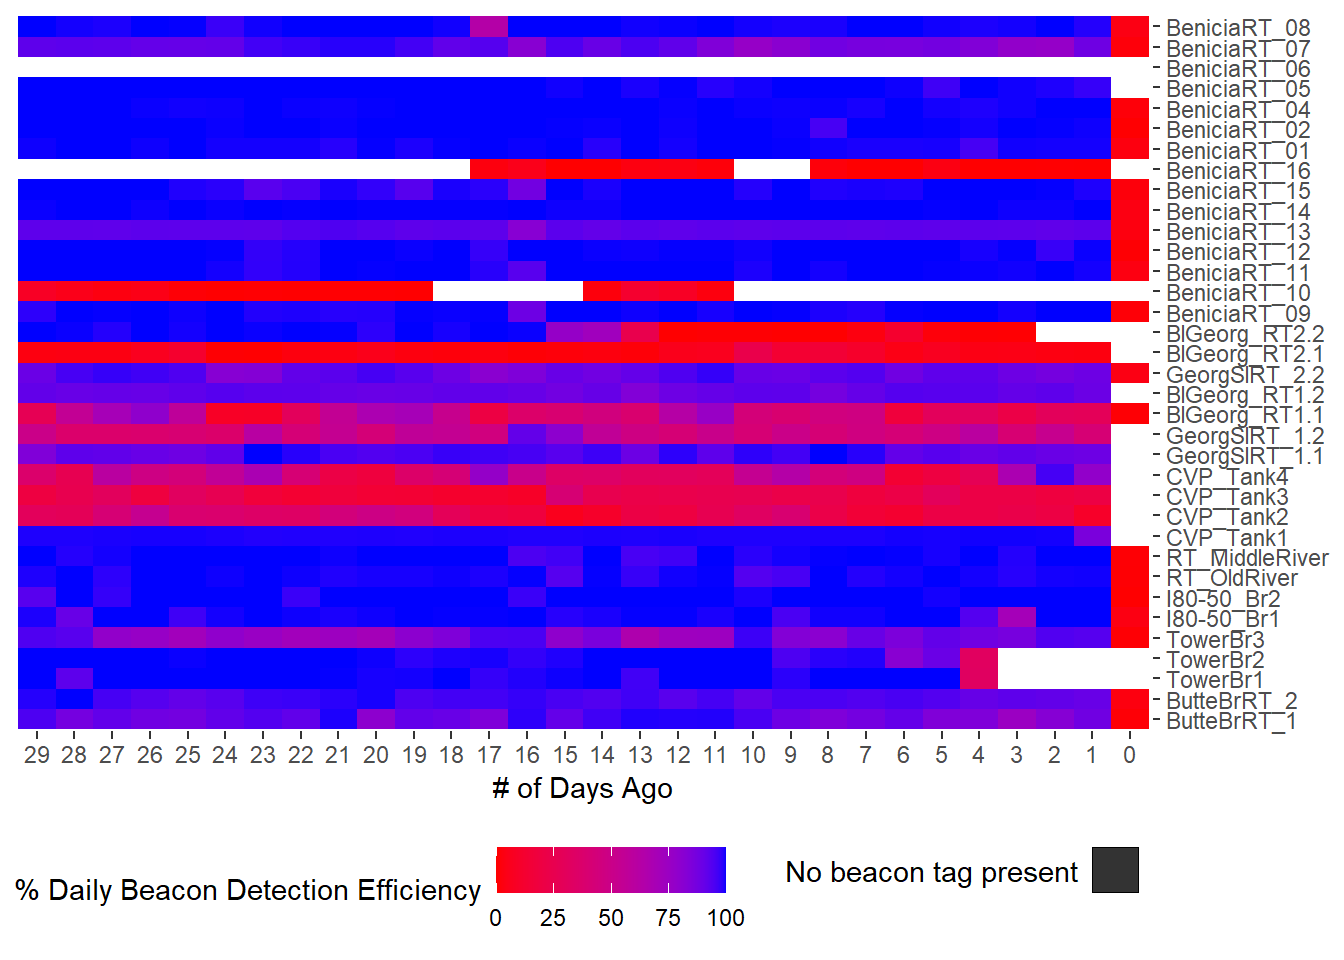 BeniciaRT_08
BeniciaRT_07
BeniciaRT_06
BeniciaRT_05
BeniciaRT_04
BeniciaRT_02
BeniciaRT_01
BeniciaRT_16
BeniciaRT_15
BeniciaRT_14
BeniciaRT_13
BeniciaRT_12
BeniciaRT_11
BeniciaRT_10
BeniciaRT_09
BlGeorg_RT2.2
BlGeorg_RT2.1
GeorgSlRT_2.2
BlGeorg_RT1.2
BlGeorg_RT1.1
GeorgSlRT_1.2
GeorgSlRT_1.1
CVP_Tank4
CVP_Tank3
CVP_Tank2
CVP_Tank1
RT_MiddleRiver
RT_OldRiver
I80-50_Br2
I80-50_Br1
TowerBr3
TowerBr2
TowerBr1
ButteBrRT_2
ButteBrRT_1
29 28 27 26 25 24 23 22 21 20 19 18 17 16 15 14 13 12 11 10 9 8 7 6 5 4 3 2 1 0
# of Days Ago
% Daily Beacon Detection Efficiency
0 25 50 75 100
No beacon tag present